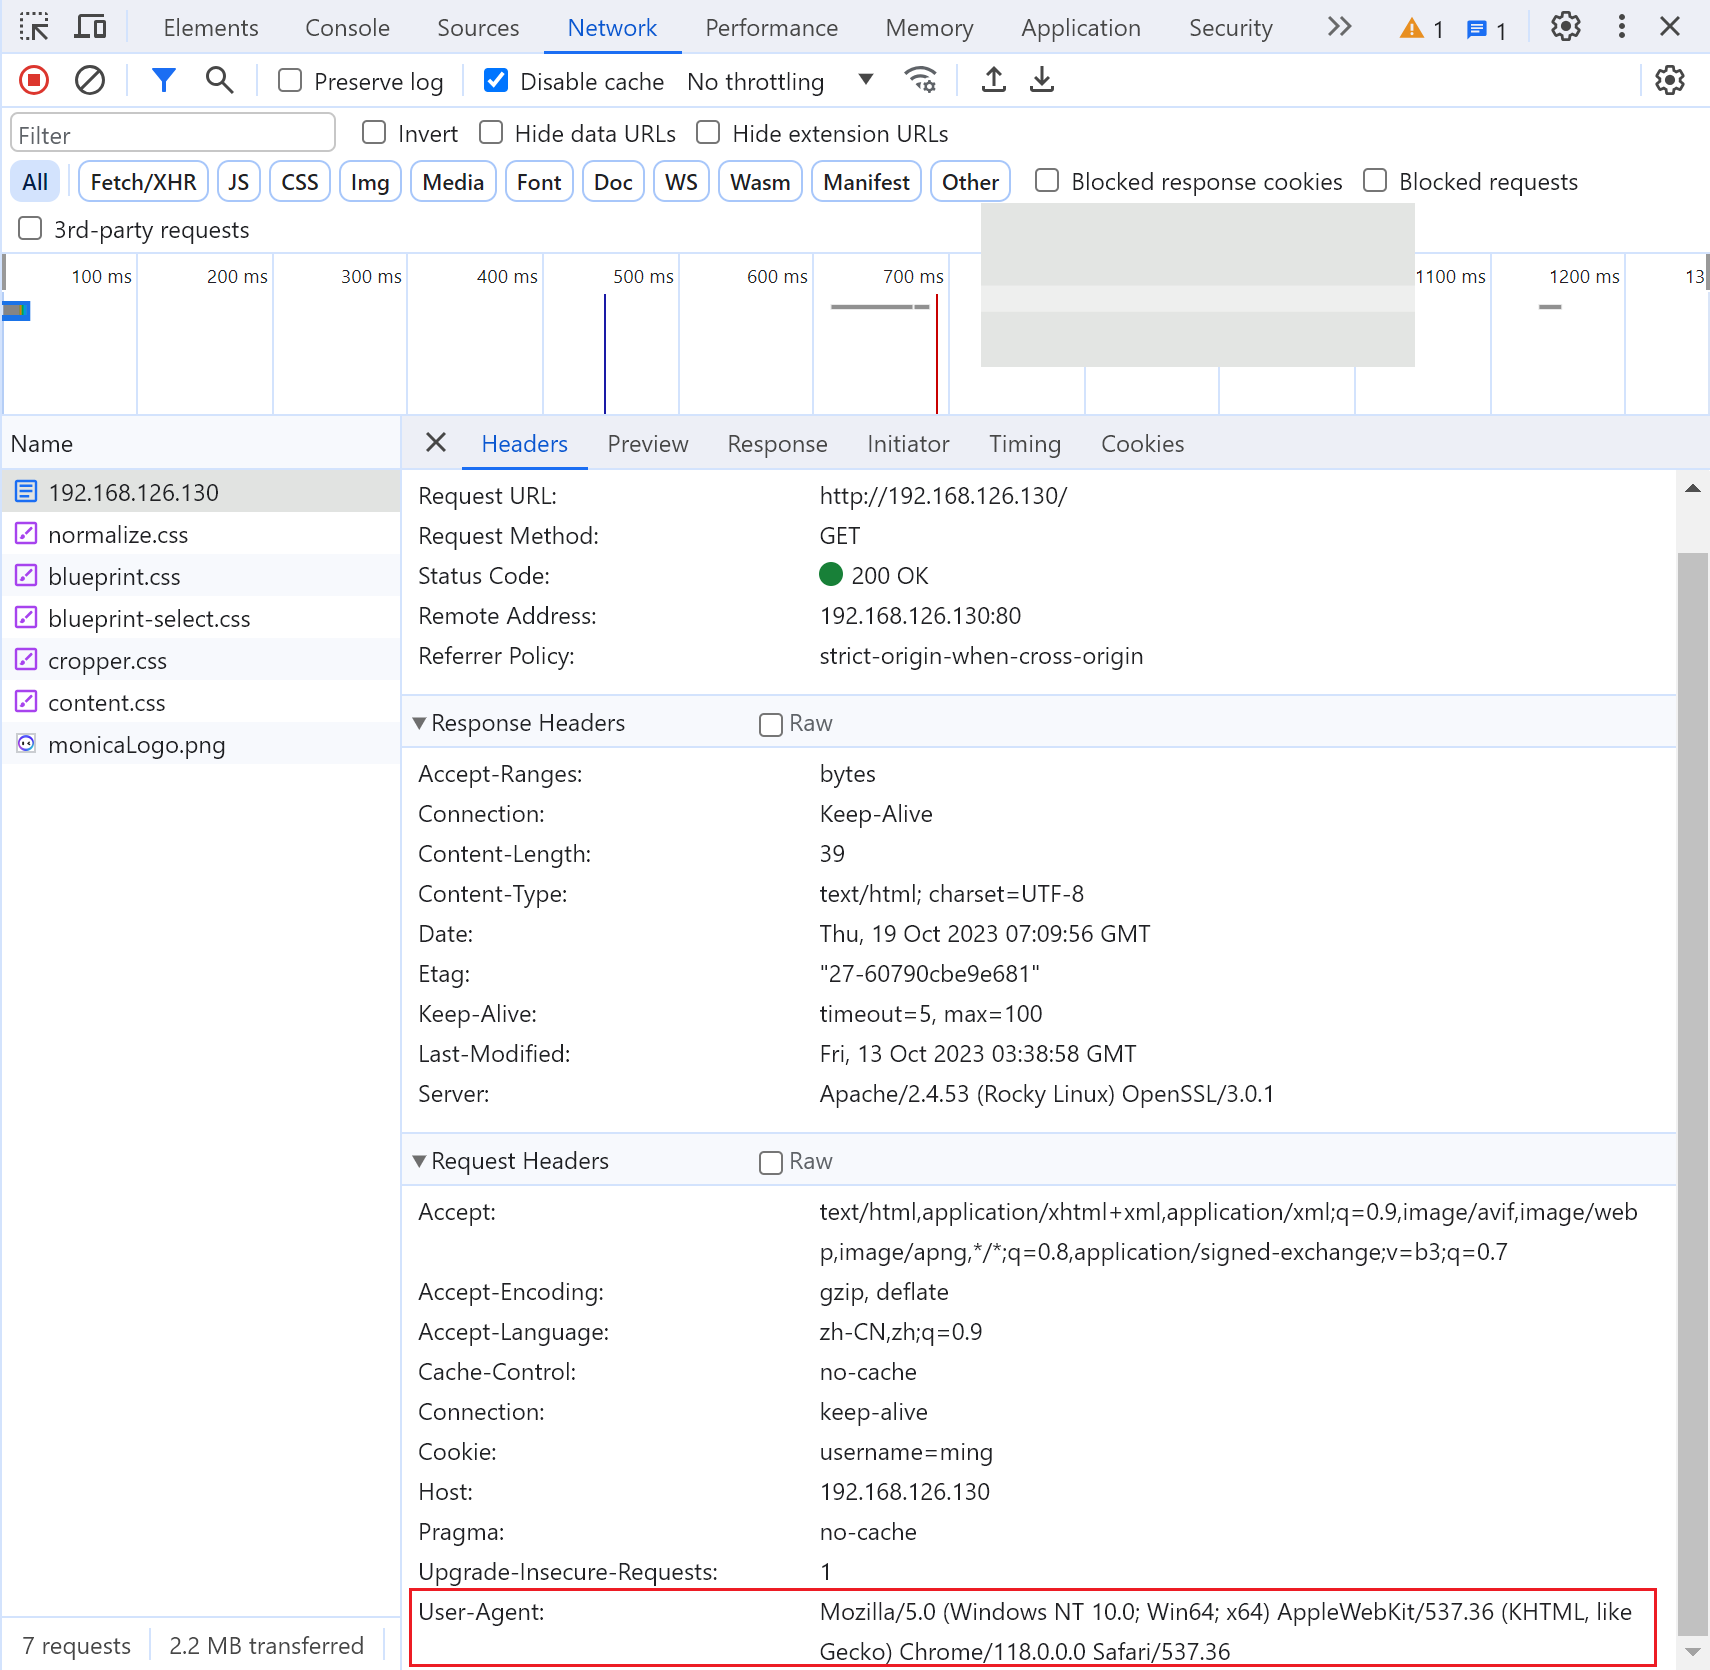 Elements Console Sources Network Performance Memory Application Security 1 1
Preserve log Disable cache No throttling
Filter Invert Hide data URLs Hide extension URLs
All Fetch/XHR JS CSS Img Media Font Doc WS Wasm Manifest Other Blocked response cookies Blocked requests
3rd-party requests
100 ms 200 ms 300 ms 400 ms 500 ms 600 ms 700 ms 1100 ms 1200 ms 13
Name
192.168.126.130
normalize.css
blueprint.css
blueprint-select.css
cropper.css
content.css
monicaLogo.png
7 requests 2.2 MB transferred
Headers Preview Response Initiator Timing Cookies
Request URL: http://192.168.126.130/
Request Method: GET
Status Code: 200 OK
Remote Address: 192.168.126.130:80
Referrer Policy: strict-origin-when-cross-origin
Response Headers Raw
Accept-Ranges: bytes
Connection: Keep-Alive
Content-Length: 39
Content-Type: text/html; charset=UTF-8
Date: Thu, 19 Oct 2023 07:09:56 GMT
Etag: "27-60790cbe9e681"
Keep-Alive: timeout=5, max=100
Last-Modified: Fri, 13 Oct 2023 03:38:58 GMT
Server: Apache/2.4.53 (Rocky Linux) OpenSSL/3.0.1
Request Headers Raw
Accept: text/html,application/xhtml+xml,application/xml;q=0.9,image/avif,image/web
p,image/apng,*/*;q=0.8,application/signed-exchange;v=b3;q=0.7
Accept-Encoding: gzip, deflate
Accept-Language: zh-CN,zh;q=0.9
Cache-Control: no-cache
Connection: keep-alive
Cookie: username=ming
Host: 192.168.126.130
Pragma: no-cache
Upgrade-Insecure-Requests: 1
User-Agent: Mozilla/5.0 (Windows NT 10.0; Win64; x64) AppleWebKit/537.36 (KHTML, like
Gecko) Chrome/118.0.0.0 Safari/537.36